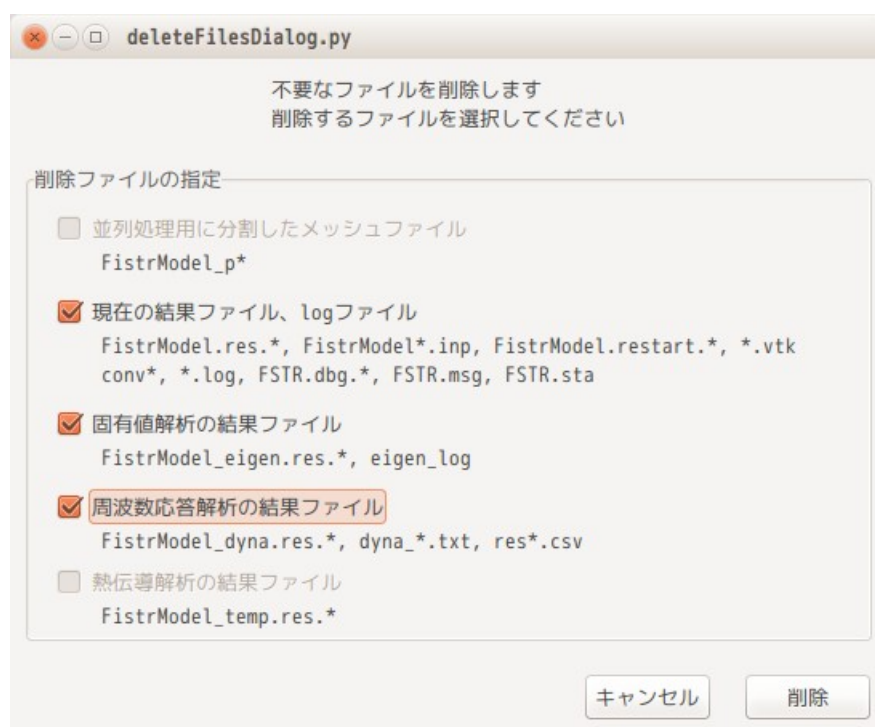 deleteFilesDialog.py
不要なファイルを削除します
削除するファイルを選択してください
削除ファイルの指定
並列処理用に分割したメッシュファイル
FistrModel_p*
現在の結果ファイル、logファイル
FistrModel.res.*, FistrModel*.inp, FistrModel.restart.*, *.vtk
conv*, *.log, FSTR.dbg.*, FSTR.msg, FSTR.sta
固有値解析の結果ファイル
FistrModel_eigen.res.*, eigen_log
周波数応答解析の結果ファイル
FistrModel_dyna.res.*, dyna_*.txt, res*.csv
熱伝導解析の結果ファイル
FistrModel_temp.res.*
キャンセル
削除